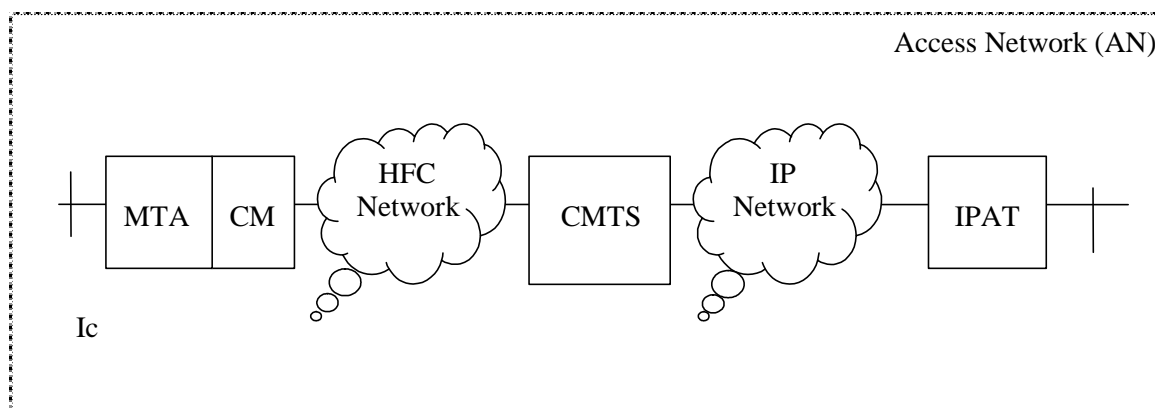 Access Network (AN)
HFC
Network
IP
Network
MTA
CM
CMTS
IPAT
Ic